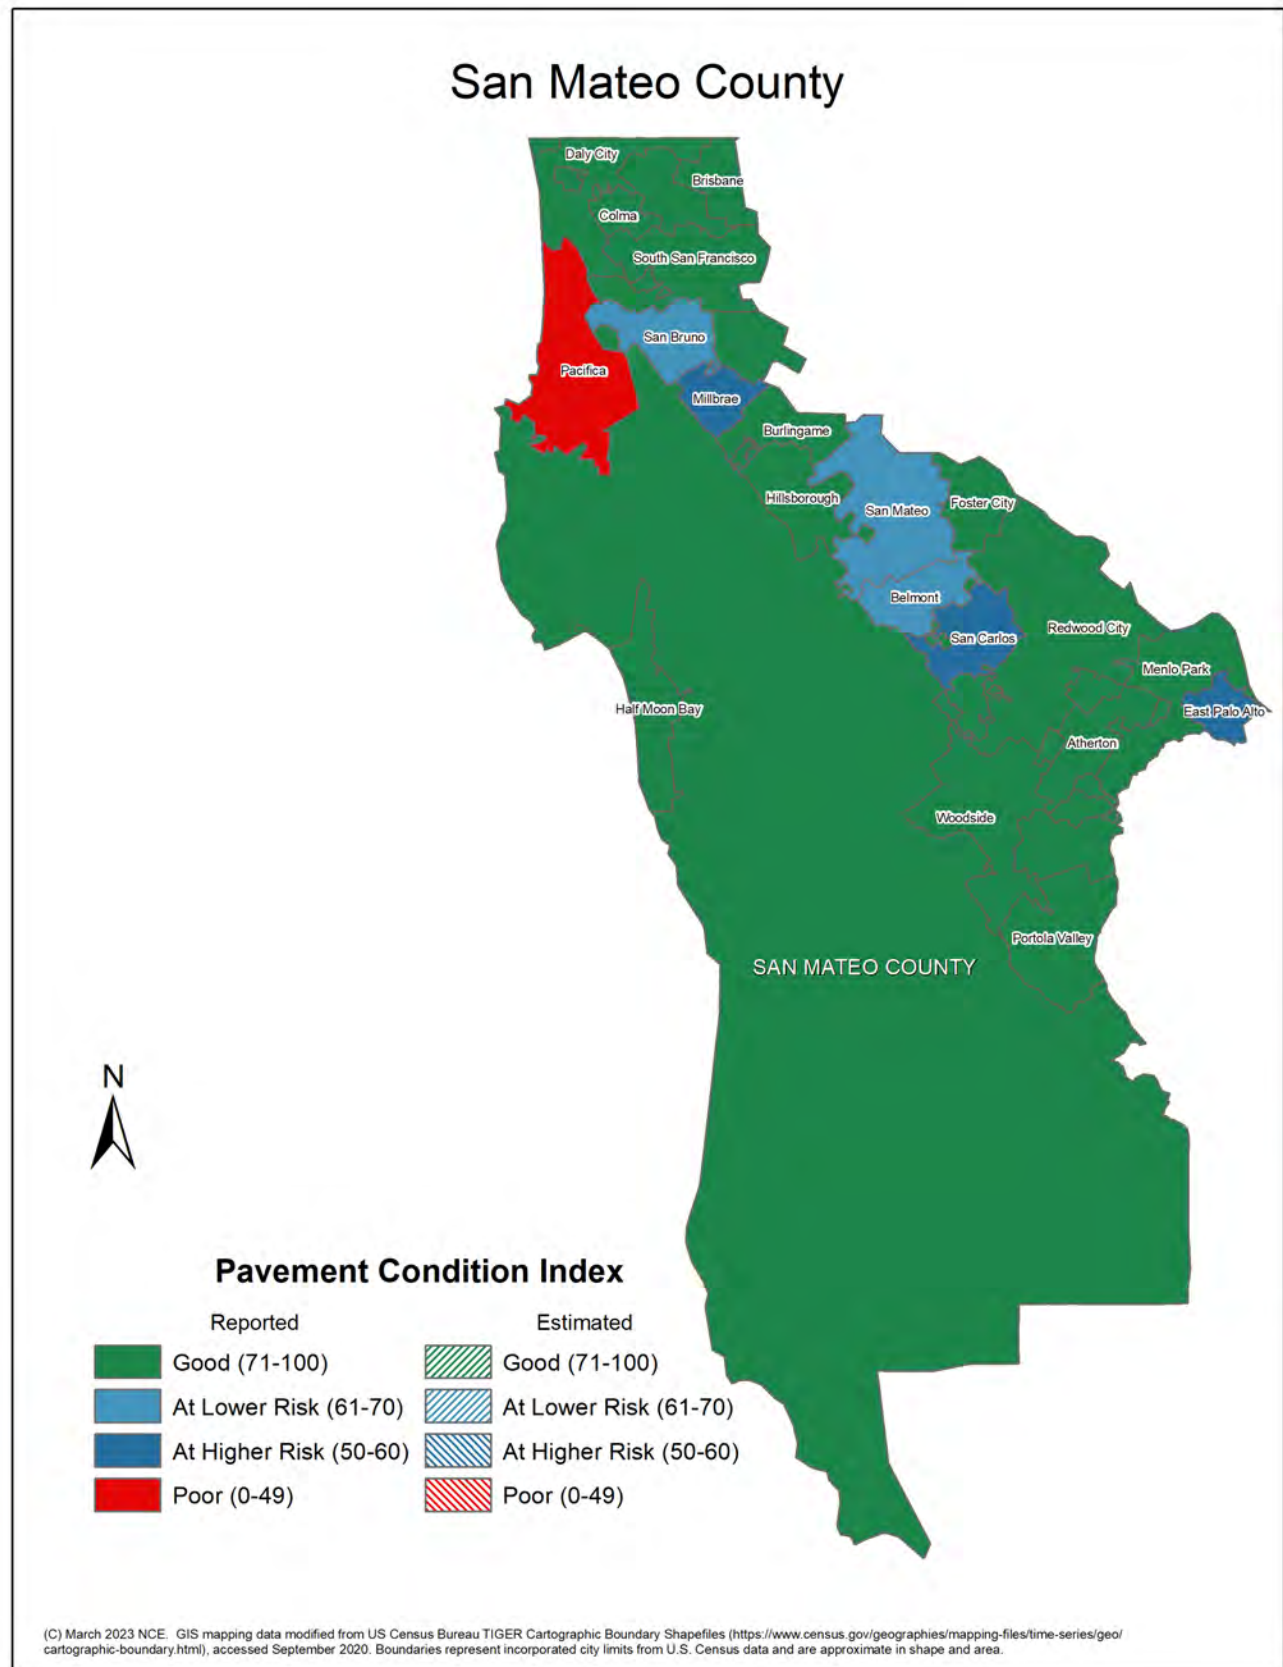 San Mateo County
Daly City
Brisbane
Colma
South San Francisco
San Bruno
Pacifica
Millbrae
Burlingame
Hillsborough
Foster City
San Mateo
Belmont
Redwood City
San Carlos
Menlo Park
Half Moon Bay
East Palo Alto
Atherton
Woodside
Portola Valley
SAN MATEO COUNTY
N
Pavement Condition Index
Reported Estimated
Good (71-100) Good (71-100)
At Lower Risk (61-70) At Lower Risk (61-70)
At Higher Risk (50-60) At Higher Risk (50-60)
Poor (0-49) Poor (0-49)
(C) March 2023 NCE. GIS mapping data modified from US Census Bureau TIGER Cartographic Boundary Shapefiles (https://www.census.gov/geographies/mapping-files/time-series/geo/
cartographic-boundary.html), accessed September 2020. Boundaries represent incorporated city limits from U.S. Census data and are approximate in shape and area.